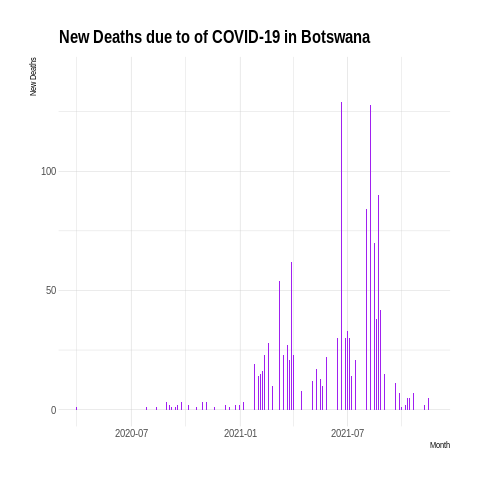 New Deaths due to of COVID-19 in Botswana
New Deaths
100
50
0
2020-07 2021-01 2021-07
Month